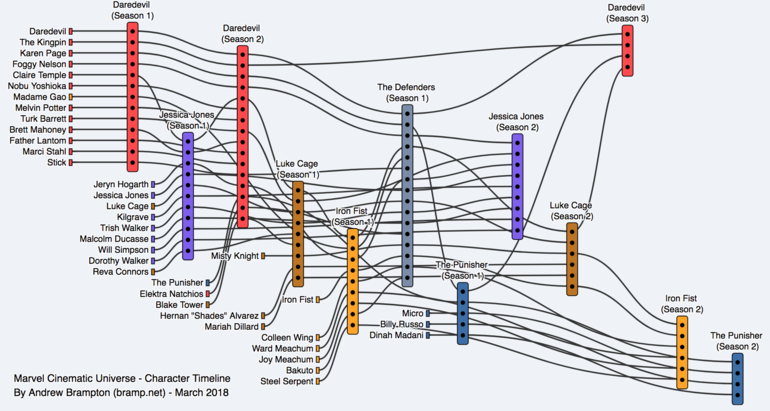 Daredevil
(Season 1)
Daredevil
(Season 2)
Daredevil
(Season 3)
Daredevil
The Kingpin
Karen Page
Foggy Nelson
Claire Temple
Nobu Yoshioka
Madame Gao
Melvin Potter
Turk Barrett
Brett Mahoney
Father Lantom
Marci Stahl
Stick
The Defenders
(Season 1)
Jessica Jones
(Season 1)
Jessica Jones
(Season 2)
Luke Cage
(Season 1)
Jeryn Hogarth
Jessica Jones
Luke Cage
Kilgrave
Trish Walker
Malcolm Ducasse
Will Simpson
Dorothy Walker
Reva Connors
Iron Fist
(Season 1)
Luke Cage
(Season 2)
Misty Knight
The Punisher
(Season 1)
The Punisher
Elektra Natchios
Blake Tower
Hernan "Shades" Alvarez
Mariah Dillard
Iron Fist
Iron Fist
(Season 2)
Micro
Billy Russo
Dinah Madani
The Punisher
(Season 2)
Colleen Wing
Ward Meachum
Joy Meachum
Bakuto
Steel Serpent
Marvel Cinematic Universe - Character Timeline
By Andrew Brampton (bramp.net) - March 2018